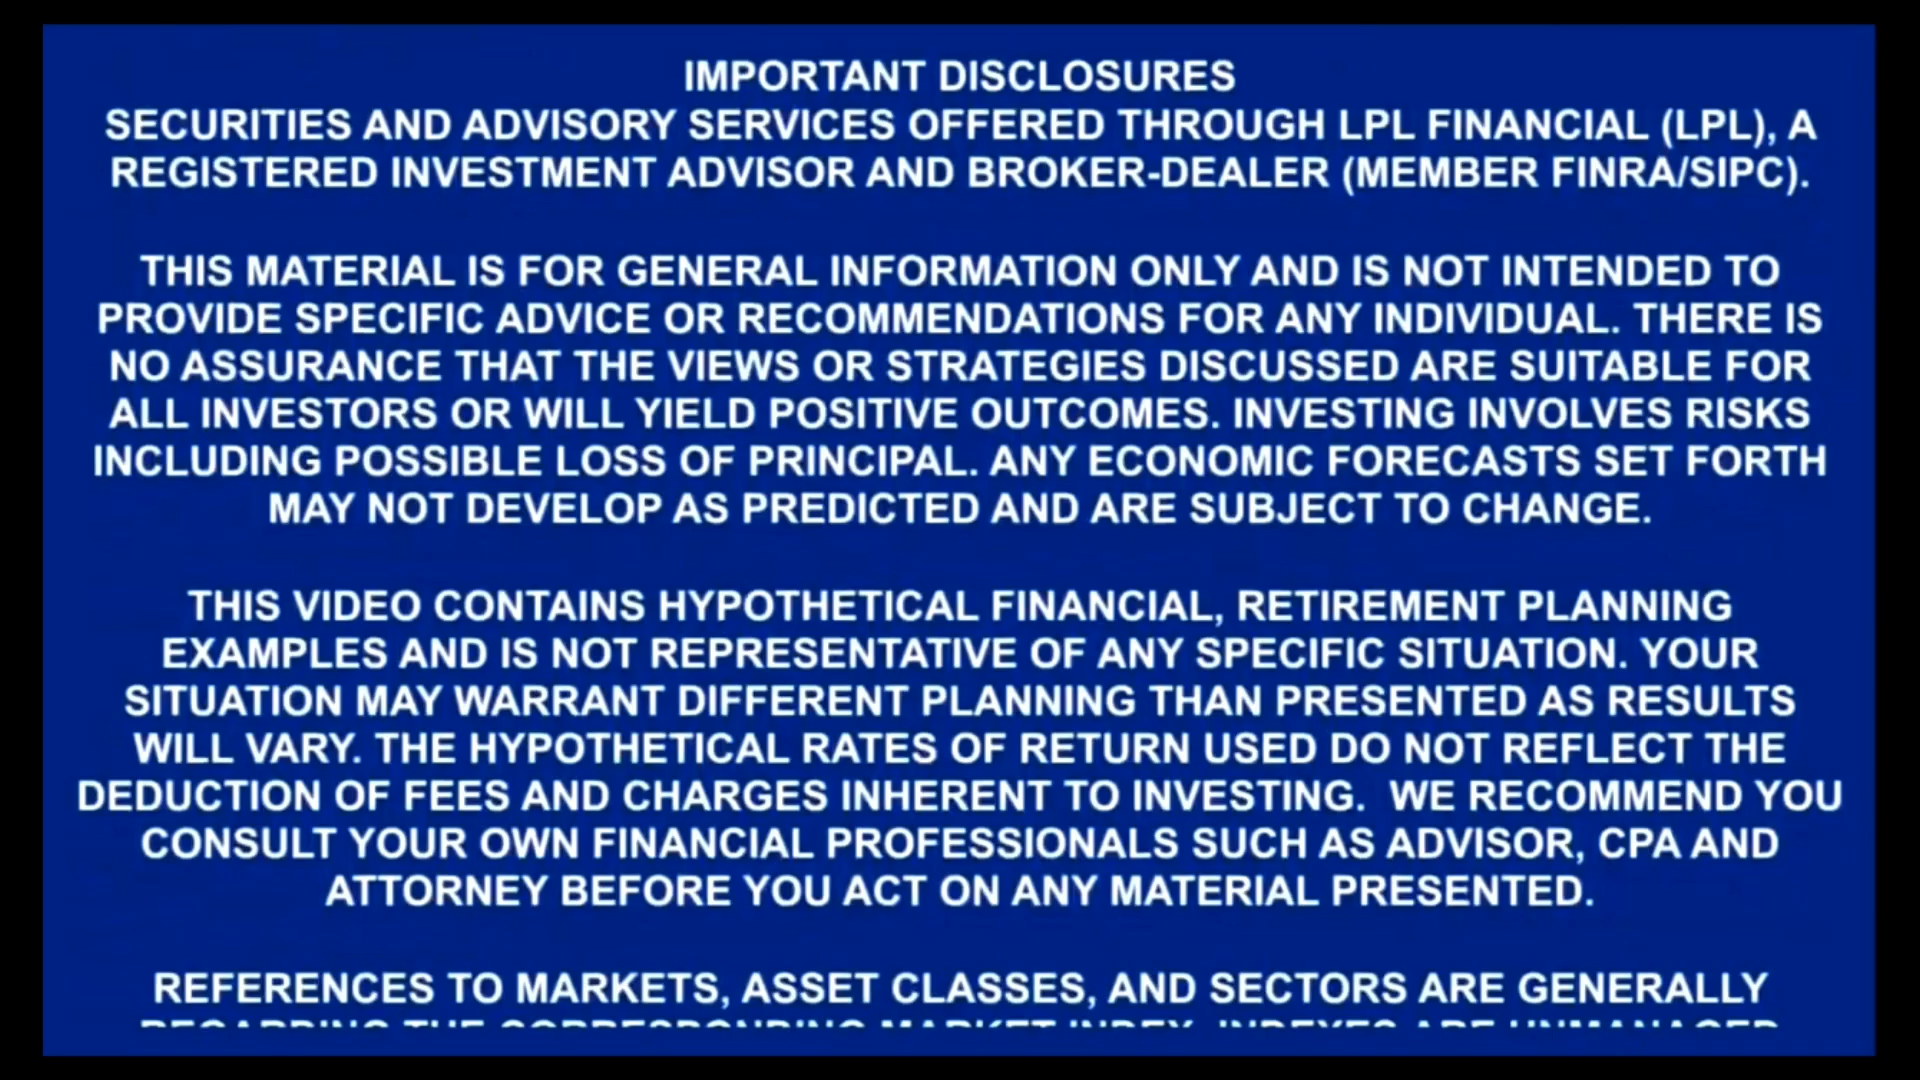 IMPORTANT DISCLOSURES
SECURITIES AND ADVISORY SERVICES OFFERED THROUGH LPL FINANCIAL (LPL), A
REGISTERED INVESTMENT ADVISOR AND BROKER-DEALER (MEMBER FINRA/SIPC).
THIS MATERIAL IS FOR GENERAL INFORMATION ONLY AND IS NOT INTENDED TO
PROVIDE SPECIFIC ADVICE OR RECOMMENDATIONS FOR ANY INDIVIDUAL. THERE IS
NO ASSURANCE THAT THE VIEWS OR STRATEGIES DISCUSSED ARE SUITABLE FOR
ALL INVESTORS OR WILL YIELD POSITIVE OUTCOMES. INVESTING INVOLVES RISKS
INCLUDING POSSIBLE LOSS OF PRINCIPAL. ANY ECONOMIC FORECASTS SET FORTH
MAY NOT DEVELOP AS PREDICTED AND ARE SUBJECT TO CHANGE.
THIS VIDEO CONTAINS HYPOTHETICAL FINANCIAL, RETIREMENT PLANNING
EXAMPLES AND IS NOT REPRESENTATIVE OF ANY SPECIFIC SITUATION. YOUR
SITUATION MAY WARRANT DIFFERENT PLANNING THAN PRESENTED AS RESULTS
WILL VARY. THE HYPOTHETICAL RATES OF RETURN USED DO NOT REFLECT THE
DEDUCTION OF FEES AND CHARGES INHERENT TO INVESTING. WE RECOMMEND YOU
CONSULT YOUR OWN FINANCIAL PROFESSIONALS SUCH AS ADVISOR, CPA AND
ATTORNEY BEFORE YOU ACT ON ANY MATERIAL PRESENTED.
REFERENCES TO MARKETS, ASSET CLASSES, AND SECTORS ARE GENERALLY